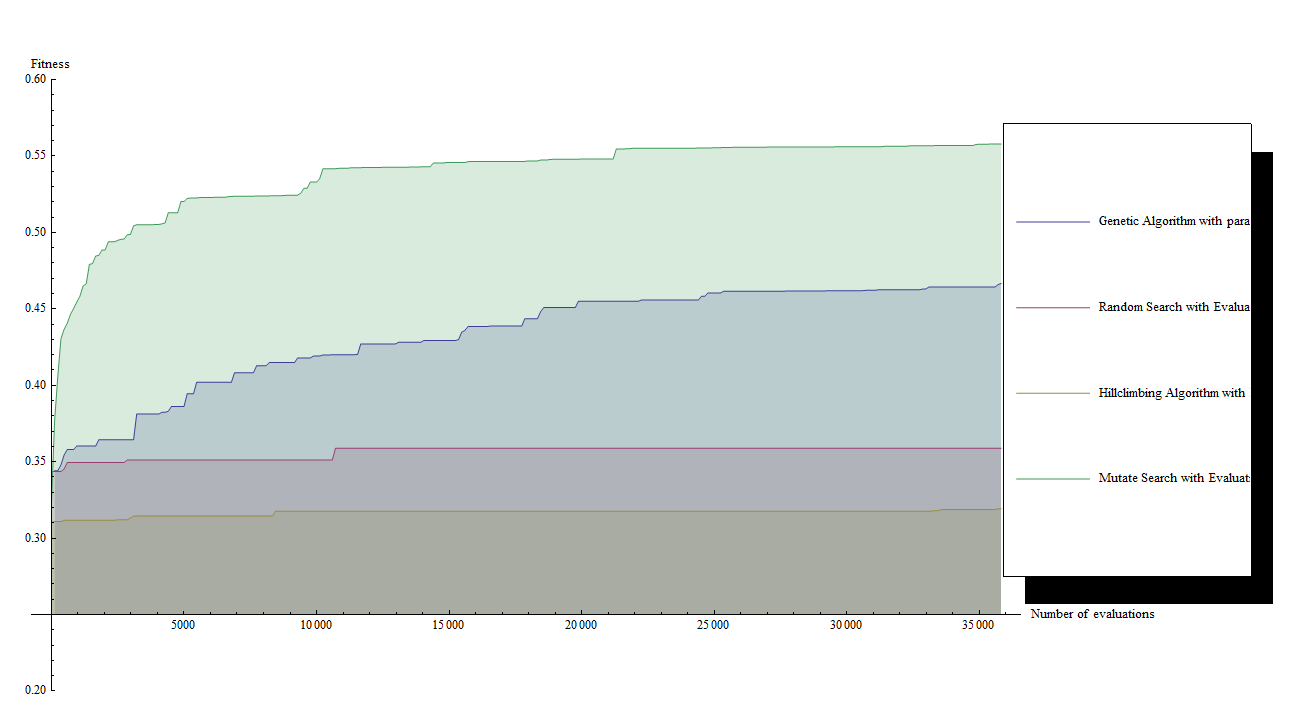 Fitness
0.60
0.55
0.50
0.45
0.40
0.35
0.30
0.20
5000
10 000
15 000
20 000
25 000
30 000
35 000
Number of evaluations
Genetic Algorithm with para
Random Search with Evalua
Hillclimbing Algorithm with
Mutate Search with Evaluat